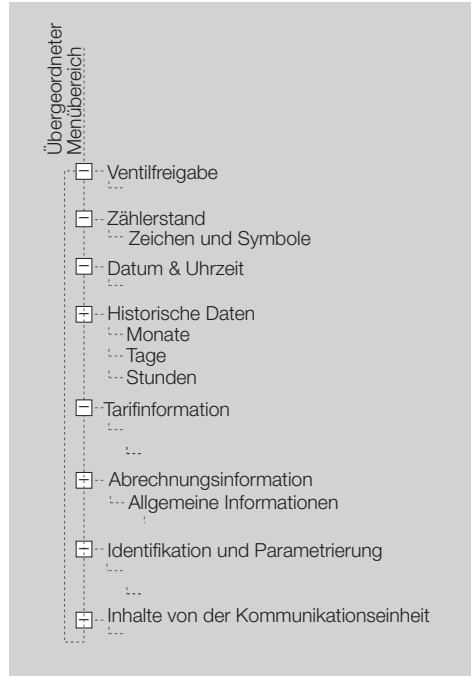 Übergeordneter
Menübereich
Ventilfreigabe
Zählerstand
Zeichen und Symbole
Datum & Uhrzeit
Historische Daten
Monate
Tage
Stunden
Tarifinformation
Abrechnungsinformation
Allgemeine Informationen
Identifikation und Parametrierung
Inhalte von der Kommunikationseinheit